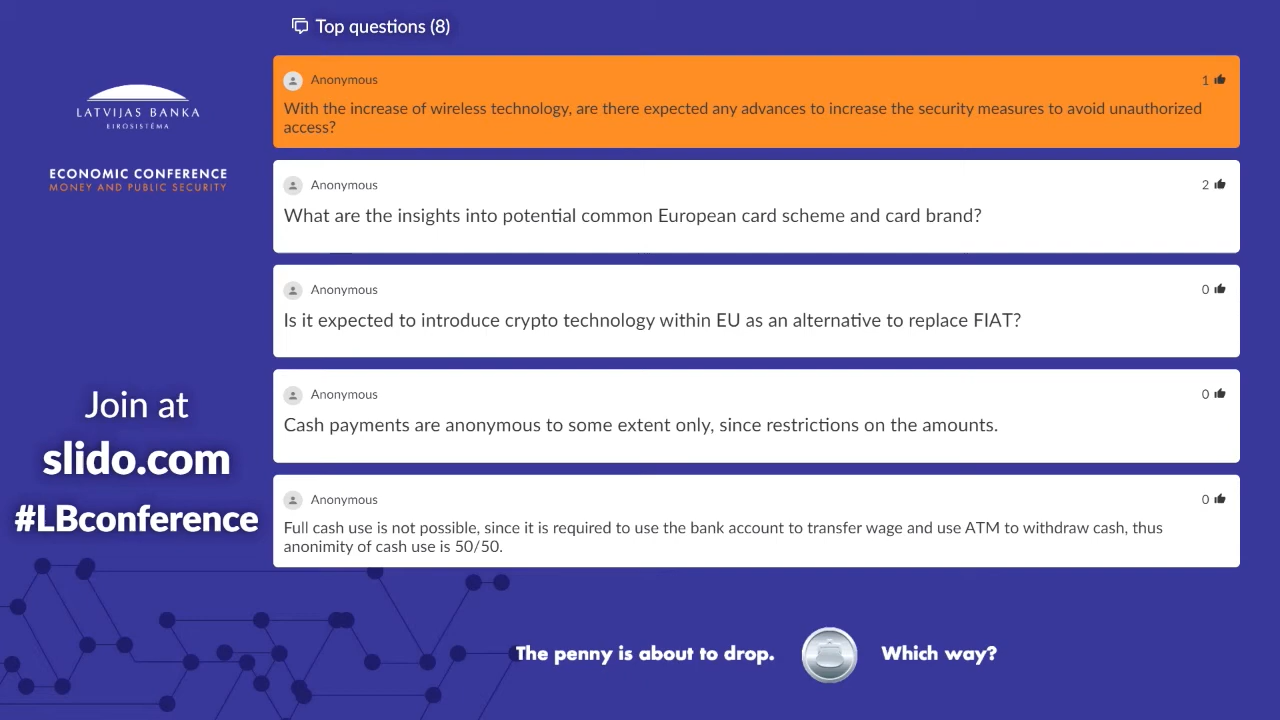 Top questions (8)
LATVIJAS BANKA
EIROSISTĒMA
ECONOMIC CONFERENCE
MONEY AND PUBLIC SECURITY
Anonymous
1
With the increase of wireless technology, are there expected any advances to increase the security measures to avoid unauthorized
access?
Anonymous
2
What are the insights into potential common European card scheme and card brand?
Anonymous
0
Is it expected to introduce crypto technology within EU as an alternative to replace FIAT?
Anonymous
0
Cash payments are anonymous to some extent only, since restrictions on the amounts.
Anonymous
0
Full cash use is not possible, since it is required to use the bank account to transfer wage and use ATM to withdraw cash, thus
anonimity of cash use is 50/50.
Join at
slido.com
#LBconference
The penny is about to drop. Which way?